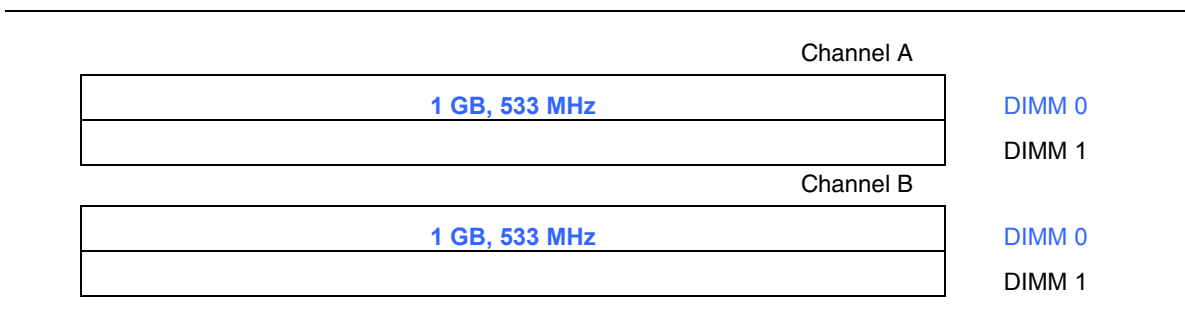 Channel A
1 GB, 533 MHz DIMM 0
DIMM 1
Channel B
1 GB, 533 MHz DIMM 0
DIMM 1